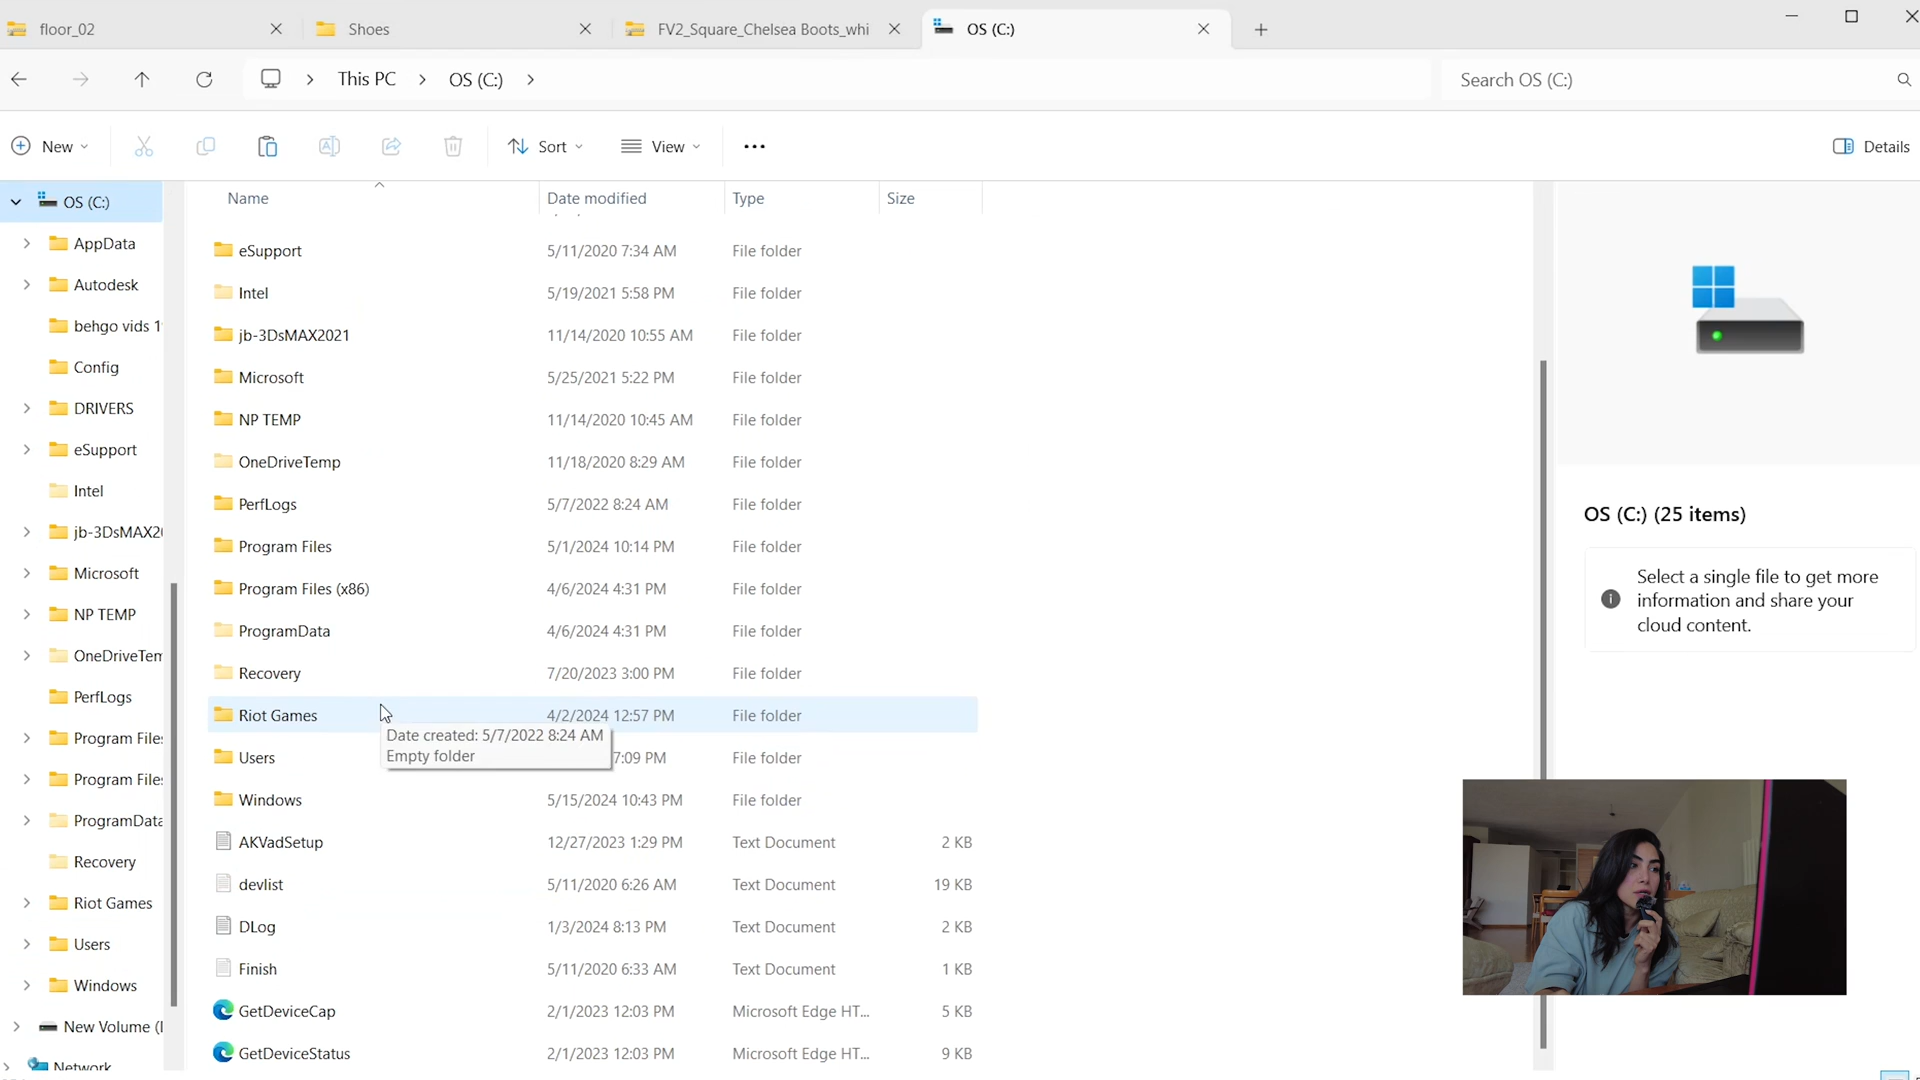 floor_02
Shoes
FV2_Square_Chelsea Boots_whi
OS (C:)
This PC
OS (C:)
Search OS (C:)
New
Sort
View
Details
Name
Date modified
Type
Size
OS (C:)
AppData
Autodesk
behgo vids 1
Config
DRIVERS
eSupport
Intel
jb-3DsMAX20
Microsoft
NP TEMP
OneDriveTem
PerfLogs
Program Files
Program Files
ProgramData
Recovery
Riot Games
Users
Windows
New Volume (
Network
eSupport 5/11/2020 7:34 AM File folder
Intel 5/19/2021 5:58 PM File folder
jb-3DsMAX2021 11/14/2020 10:55 AM File folder
Microsoft 5/25/2021 5:22 PM File folder
NP TEMP 11/14/2020 10:45 AM File folder
OneDriveTemp 11/18/2020 8:29 AM File folder
PerfLogs 5/7/2022 8:24 AM File folder
Program Files 5/1/2024 10:14 PM File folder
Program Files (x86) 4/6/2024 4:31 PM File folder
ProgramData 4/6/2024 4:31 PM File folder
Recovery 7/20/2023 3:00 PM File folder
Riot Games 4/2/2024 12:57 PM File folder
Date created: 5/7/2022 8:24 AM
Empty folder
Users 7:09 PM File folder
Windows 5/15/2024 10:43 PM File folder
AKVadSetup 12/27/2023 1:29 PM Text Document 2 KB
devlist 5/11/2020 6:26 AM Text Document 19 KB
DLog 1/3/2024 8:13 PM Text Document 2 KB
Finish 5/11/2020 6:33 AM Text Document 1 KB
GetDeviceCap 2/1/2023 12:03 PM Microsoft Edge HT... 5 KB
GetDeviceStatus 2/1/2023 12:03 PM Microsoft Edge HT... 9 KB
OS (C:) (25 items)
Select a single file to get more
information and share your
cloud content.